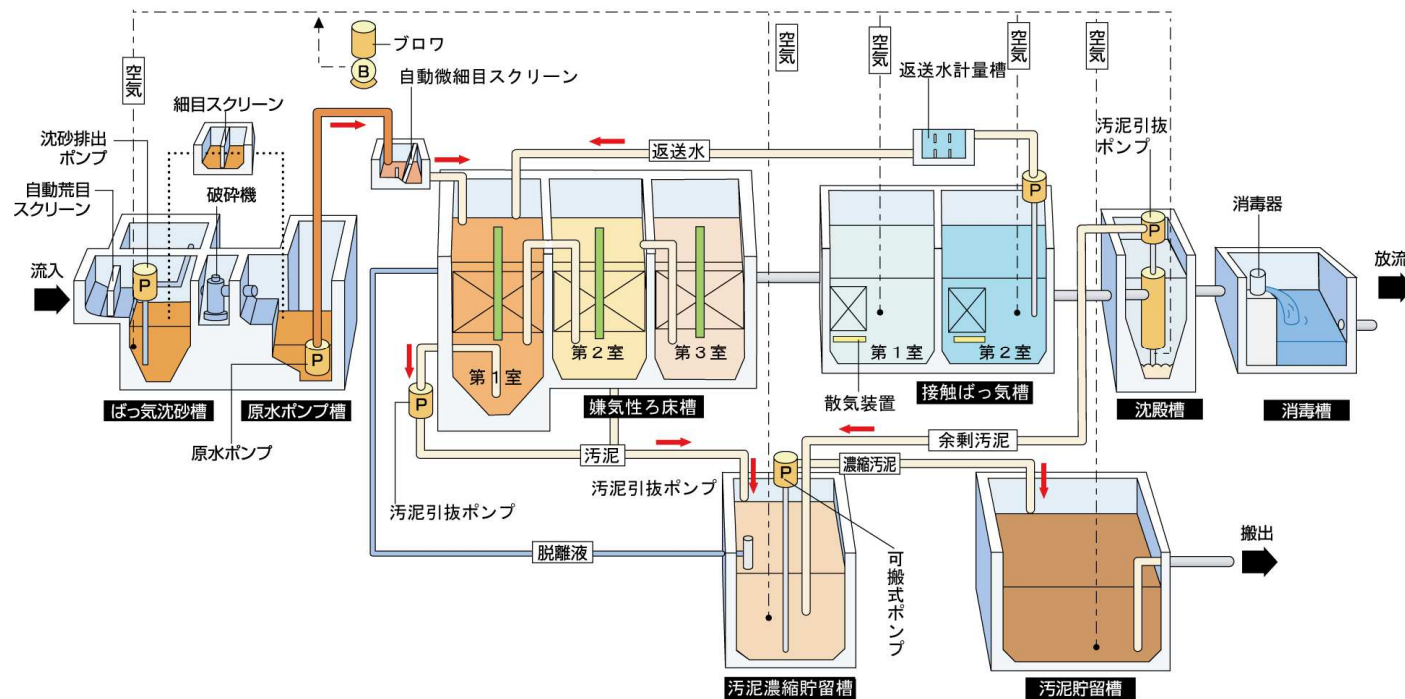 ブロワ
B
自動微細目スクリーン
空気
空気
空気
空気
空気
返送水計量槽
細目スクリーン
沈砂排出
ポンプ
自動荒目
スクリーン
破砕機
返送水
汚泥引抜
ポンプ
消毒器
流入
放流
P
P
P
P
P
P
第1室
第2室
第3室
第1室
第2室
散気装置
ばっ気沈砂槽
原水ポンプ槽
嫌気性ろ床槽
接触ばっ気槽
沈殿槽
消毒槽
原水ポンプ
汚泥
余剰汚泥
濃縮汚泥
汚泥引抜ポンプ
汚泥引抜ポンプ
脱離液
可搬式ポンプ
搬出
汚泥濃縮貯留槽
汚泥貯留槽